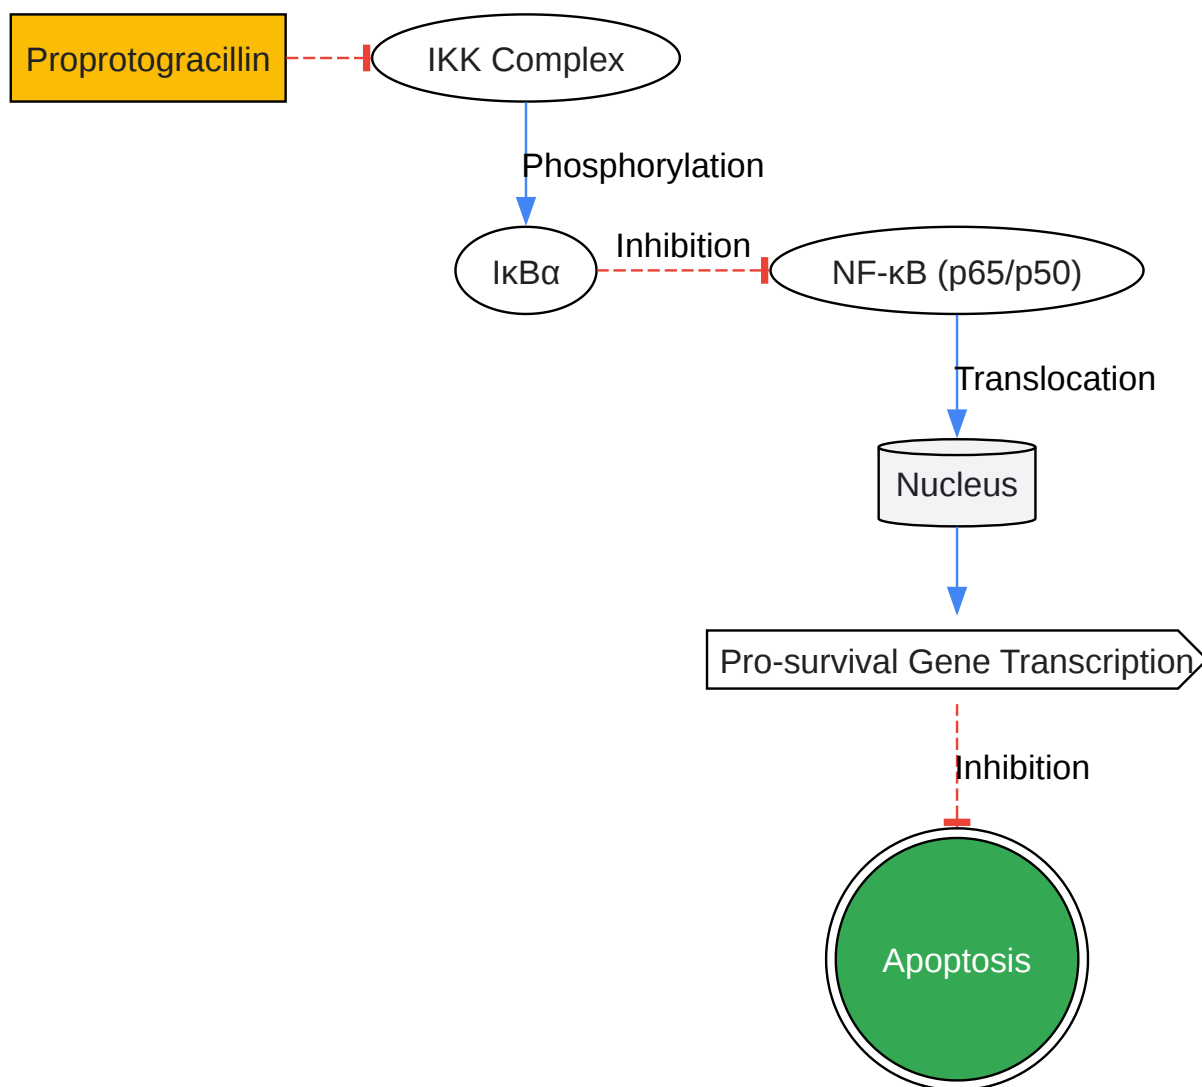 Proprotogracillin
IKK Complex
Phosphorylation
Inhibition
IκBα
NF-κB (p65/p50)
Translocation
Nucleus
Pro-survival Gene Transcription
Inhibition
Apoptosis